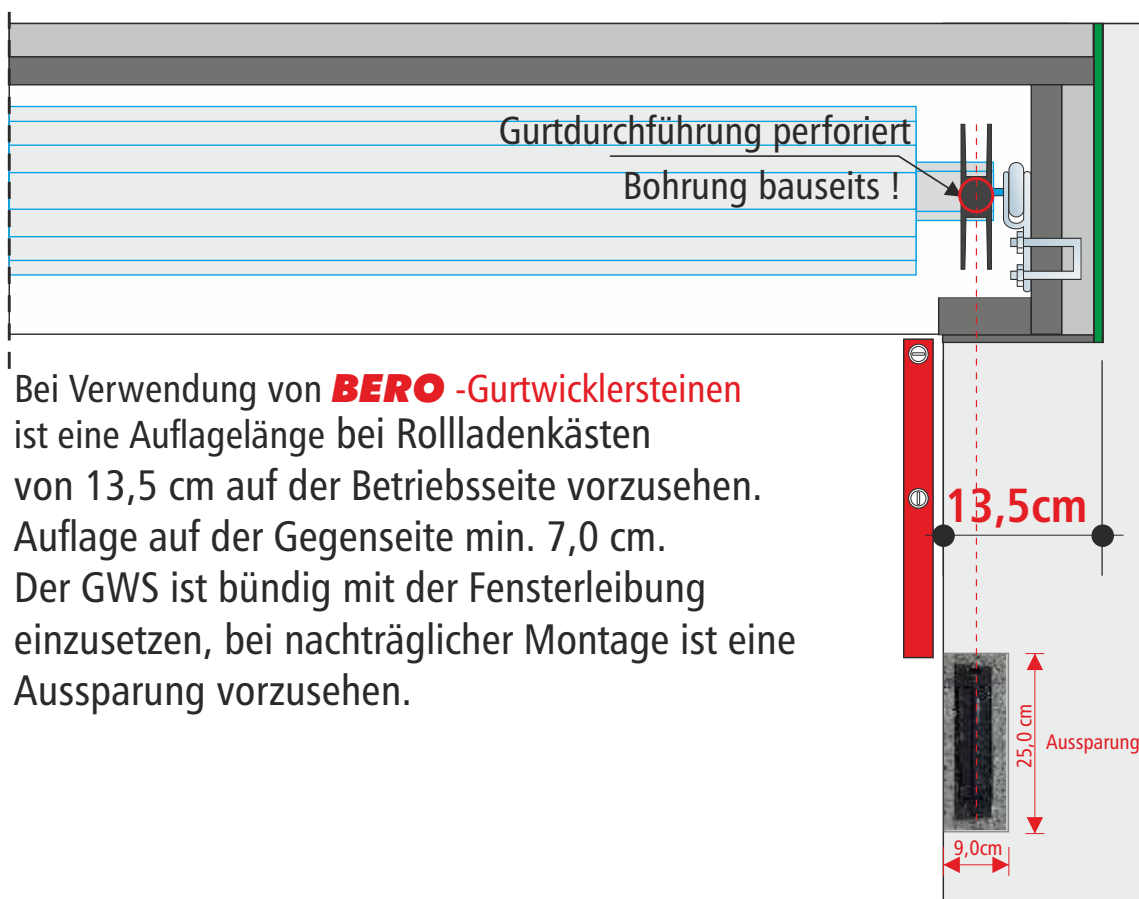 Gurtdurchführung perforiert
Bohrung bauseits !
Bei Verwendung von BERO -Gurtwicklersteinen
ist eine Auflagelänge bei Rollladenkästen
von 13,5 cm auf der Betriebsseite vorzusehen.
Auflage auf der Gegenseite min. 7,0 cm.
Der GWS ist bündig mit der Fensterleibung
einzusetzen, bei nachträglicher Montage ist eine
Aussparung vorzusehen.
13,5cm
25,0 cm
Aussparung
9,0cm